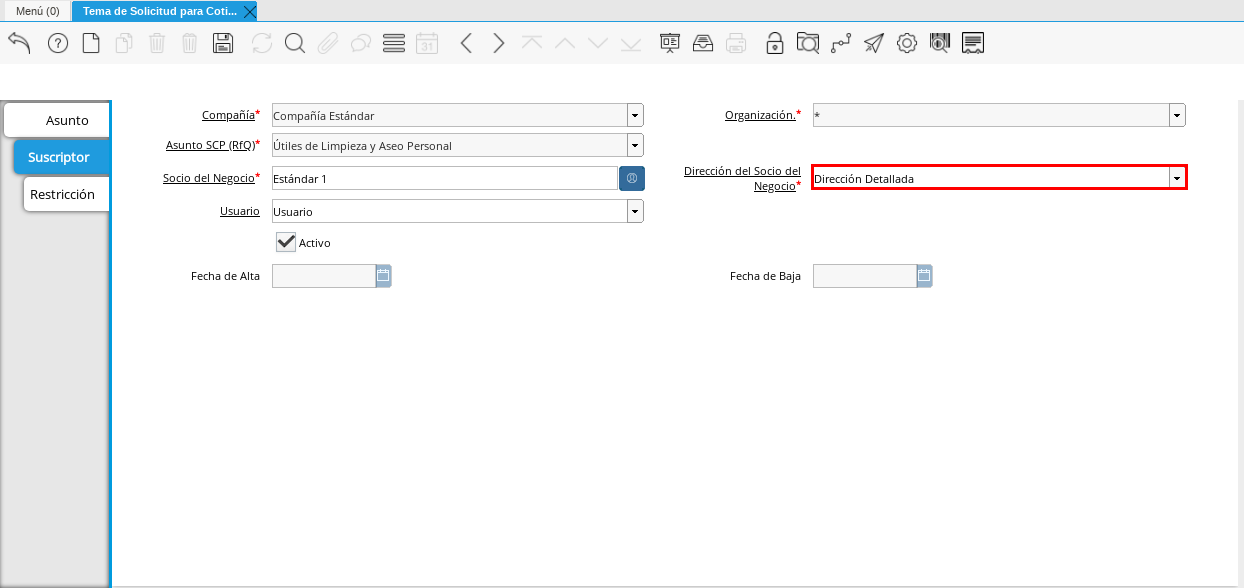 Menú (0)
Tema de Solicitud para Coti...
31
Asunto
Suscriptor
Restricción
Compañía* Compañía Estándar
Organización.* *
Asunto SCP (RfQ)* Útiles de Limpieza y Aseo Personal
Socio del Negocio* Estándar 1
Dirección del Socio del
Negocio* Dirección Detallada
Usuario Usuario
Activo
Fecha de Alta
Fecha de Baja